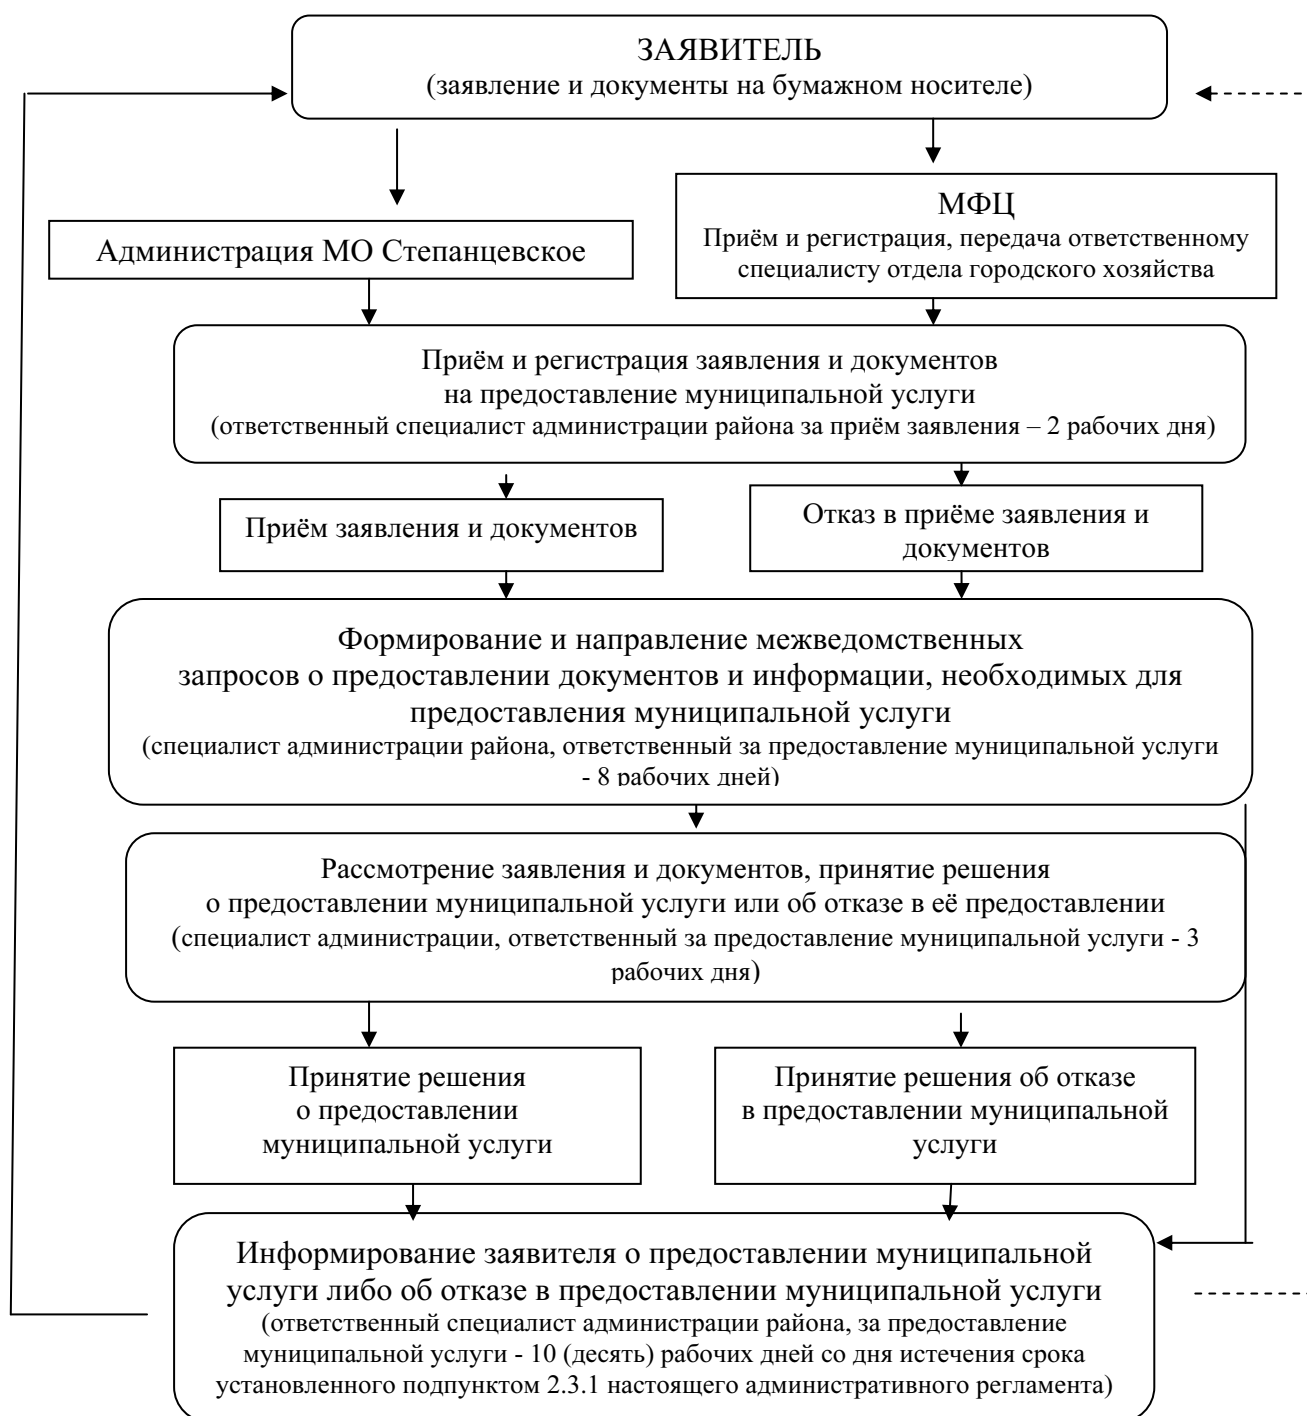 ЗАЯВИТЕЛЬ
(заявление и документы на бумажном носителе)
Администрация МО Степанцевское
МФЦ
Приём и регистрация, передача ответственному
специалисту отдела городского хозяйства
Приём и регистрация заявления и документов
на предоставление муниципальной услуги
(ответственный специалист администрации района за приём заявления – 2 рабочих дня)
Приём заявления и документов
Отказ в приёме заявления и
документов
Формирование и направление межведомственных
запросов о предоставлении документов и информации, необходимых для
предоставления муниципальной услуги
(специалист администрации района, ответственный за предоставление муниципальной услуги
- 8 рабочих дней)
Рассмотрение заявления и документов, принятие решения
о предоставлении муниципальной услуги или об отказе в её предоставлении
(специалист администрации, ответственный за предоставление муниципальной услуги - 3
рабочих дня)
Принятие решения
о предоставлении
муниципальной услуги
Принятие решения об отказе
в предоставлении муниципальной
услуги
Информирование заявителя о предоставлении муниципальной
услуги либо об отказе в предоставлении муниципальной услуги
(ответственный специалист администрации района, за предоставление
муниципальной услуги - 10 (десять) рабочих дней со дня истечения срока
установленного подпунктом 2.3.1 настоящего административного регламента)